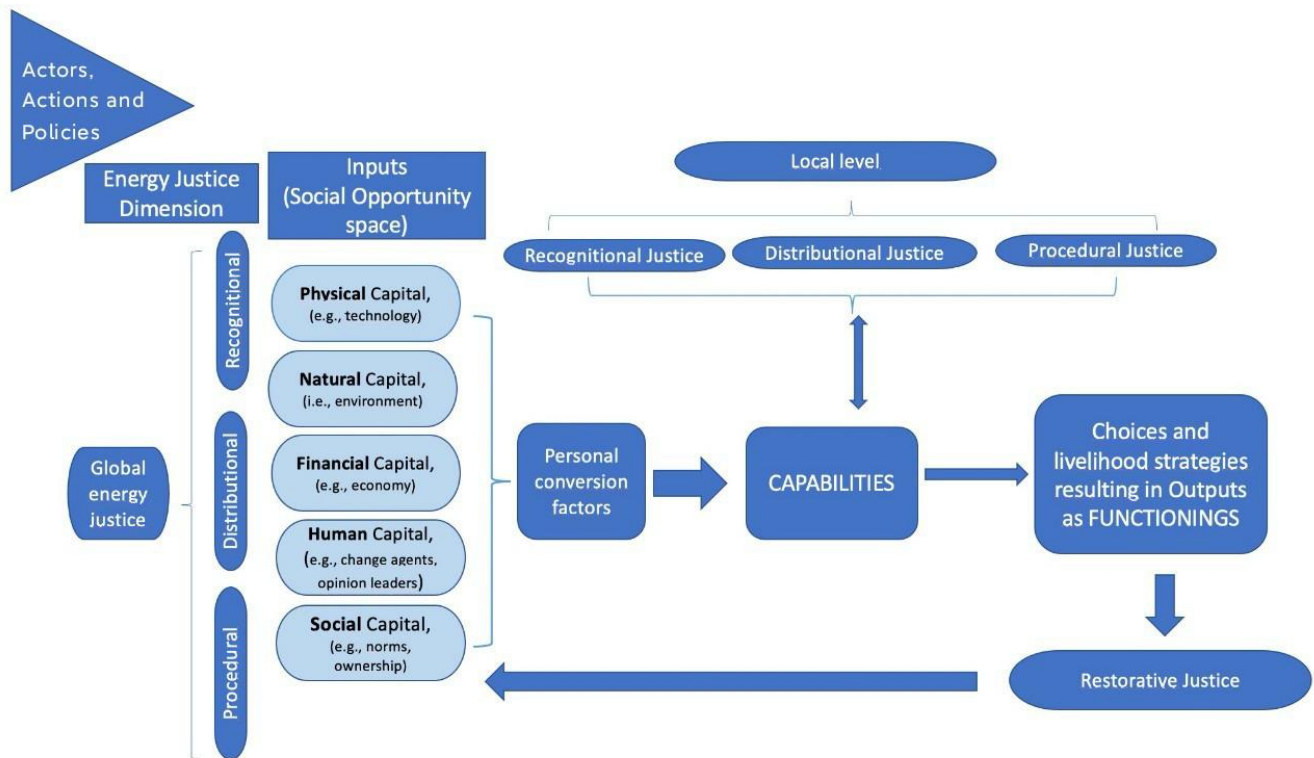 Actors,
Actions and
Policies
Energy Justice
Dimension
Inputs
(Social Opportunity
space)
Local level
Recognitional Justice
Distributional Justice
Procedural Justice
Global
energy
justice
Recognitional
Distributional
Procedural
Physical Capital,
(e.g., technology)
Natural Capital,
(i.e., environment)
Financial Capital,
(e.g., economy)
Human Capital,
(e.g., change agents,
opinion leaders)
Social Capital,
(e.g., norms,
ownership)
Personal
conversion
factors
CAPABILITIES
Choices and
livelihood strategies
resulting in Outputs
as FUNCTIONINGS
Restorative Justice